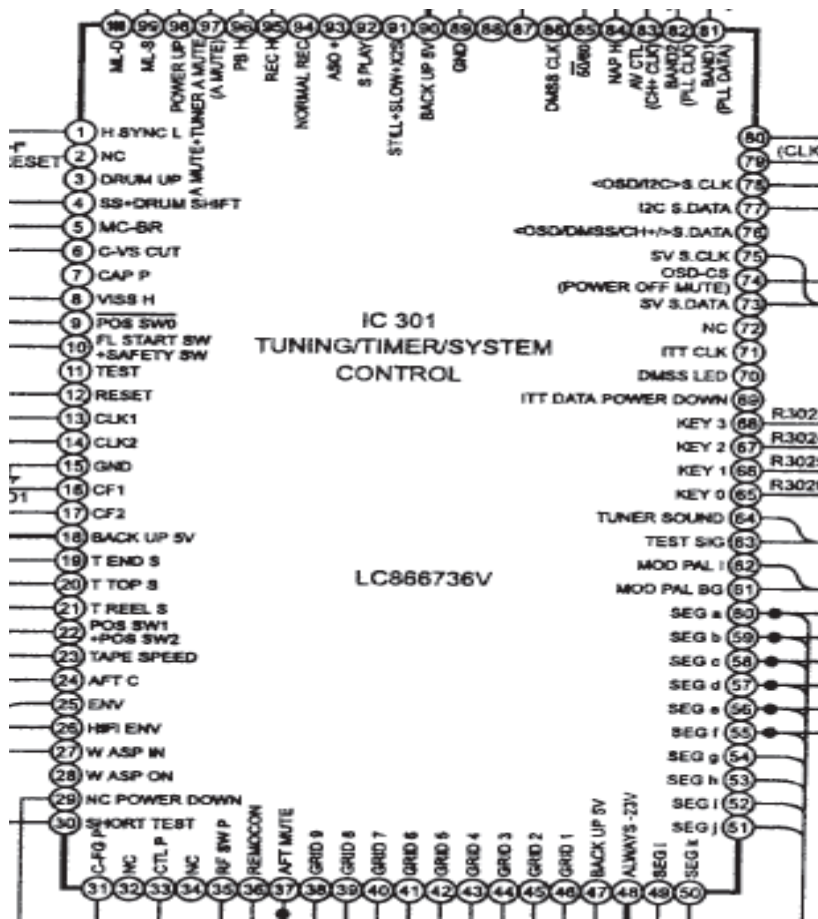 100 99 98 97 96 95 94 93 92 91 90 89 88 87 86 85 84 83 82 81
ML-D
ML-S
POWER UP
A MUTE+TUNER A MUTE
(A MUTE)
PB H
REC H
NORMAL REC
ASO +
S PLAY
STILL+SLOW+X2S
BACK UP 5V
GND
DMSS CLK
50/60
NAP H
AV CTL
(CH+ CLK)
BAND2
(PLL CLK)
BAND1
(PLL DATA)
1 H SYNC L
2 NC
ESET
3 DRUM UP
4 SS+DRUM SHIFT
5 MC-BR
6 C-VS CUT
7 CAP P
8 VISS H
9 POS SW0
10 FL START SW
+SAFETY SW
11 TEST
12 RESET
13 CLK1
14 CLK2
15 GND
16 CF1
01
17 CF2
18 BACK UP 5V
19 T END S
20 T TOP S
21 T REEL S
22 POS SW1
+POS SW2
23 TAPE SPEED
24 AFT C
25 ENV
26 HIFI ENV
27 W ASP IN
28 W ASP ON
29 NC POWER DOWN
30 SHORT TEST
IC 301
TUNING/TIMER/SYSTEM
CONTROL
LC866736V
80
79
(CLK
<OSD/I2C>S.CLK 78
I2C S.DATA 77
<OSD/DMSS/CH+/>S.DATA 76
SV S.CLK 75
OSD-CS 74
(POWER OFF MUTE)
SV S.DATA 73
NC 72
ITT CLK 71
DMSS LED 70
ITT DATA POWER DOWN 69
KEY 3 68 R302
KEY 2 67 R302
KEY 1 66 R302
KEY 0 65 R302
TUNER SOUND 64
TEST SIG 63
MOD PAL I 62
MOD PAL BG 61
SEG a 60
SEG b 59
SEG c 58
SEG d 57
SEG e 56
SEG f 55
SEG g 54
SEG h 53
SEG i 52
SEG j 51
C-FG P
NC
CTL P
NC
RF SW P
REMOCON
AFT MUTE
GRID 9
GRID 8
GRID 7
GRID 6
GRID 5
GRID 4
GRID 3
GRID 2
GRID 1
BACK UP 5V
ALWAYS -23V
SEG l
SEG k
31 32 33 34 35 36 37 38 39 40 41 42 43 44 45 46 47 48 49 50